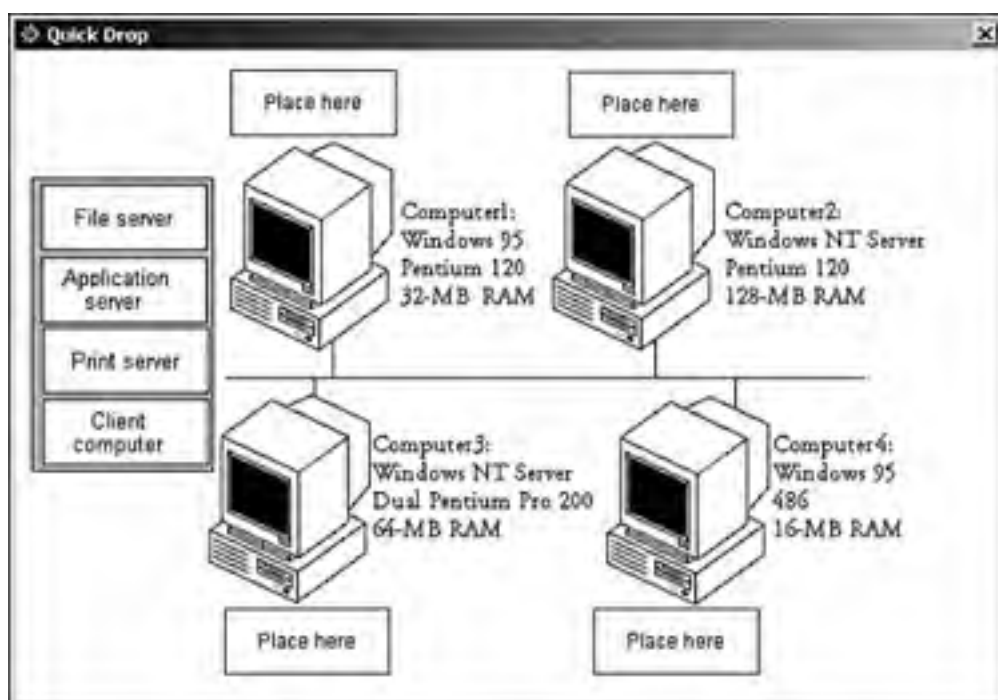 Quick Drop
Place here
Place here
File server
Application
server
Print server
Client
computer
Computer1:
Windows 95
Pentium 120
32-MB RAM
Computer2:
Windows NT Server
Pentium 120
128-MB RAM
Computer3:
Windows NT Server
Dual Pentium Pro 200
64-MB RAM
Computer4:
Windows 95
486
16-MB RAM
Place here
Place here